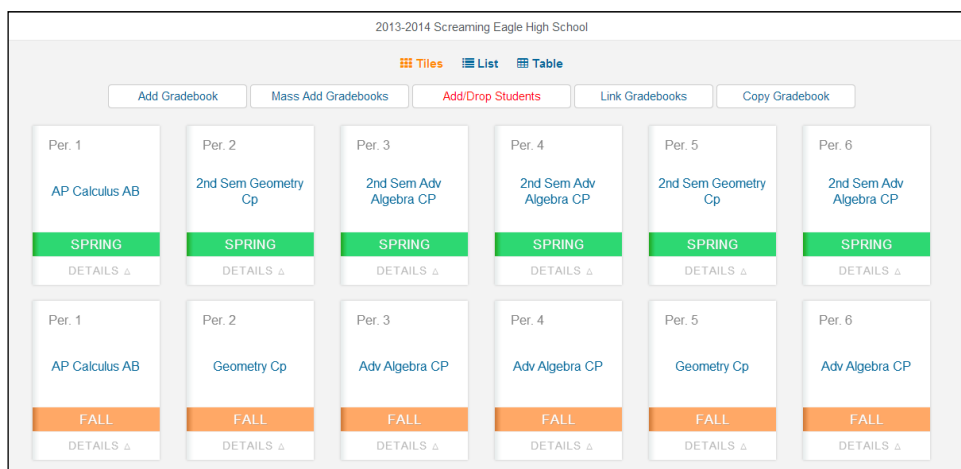 2013-2014 Screaming Eagle High School
Tiles List Table
Add Gradebook Mass Add Gradebooks Add/Drop Students Link Gradebooks Copy Gradebook
Per. 1
AP Calculus AB
SPRING
DETAILS △
Per. 2
2nd Sem Geometry
Cp
SPRING
DETAILS △
Per. 3
2nd Sem Adv
Algebra CP
SPRING
DETAILS △
Per. 4
2nd Sem Adv
Algebra CP
SPRING
DETAILS △
Per. 5
2nd Sem Geometry
Cp
SPRING
DETAILS △
Per. 6
2nd Sem Adv
Algebra CP
SPRING
DETAILS △
Per. 1
AP Calculus AB
FALL
DETAILS △
Per. 2
Geometry Cp
FALL
DETAILS △
Per. 3
Adv Algebra CP
FALL
DETAILS △
Per. 4
Adv Algebra CP
FALL
DETAILS △
Per. 5
Geometry Cp
FALL
DETAILS △
Per. 6
Adv Algebra CP
FALL
DETAILS △